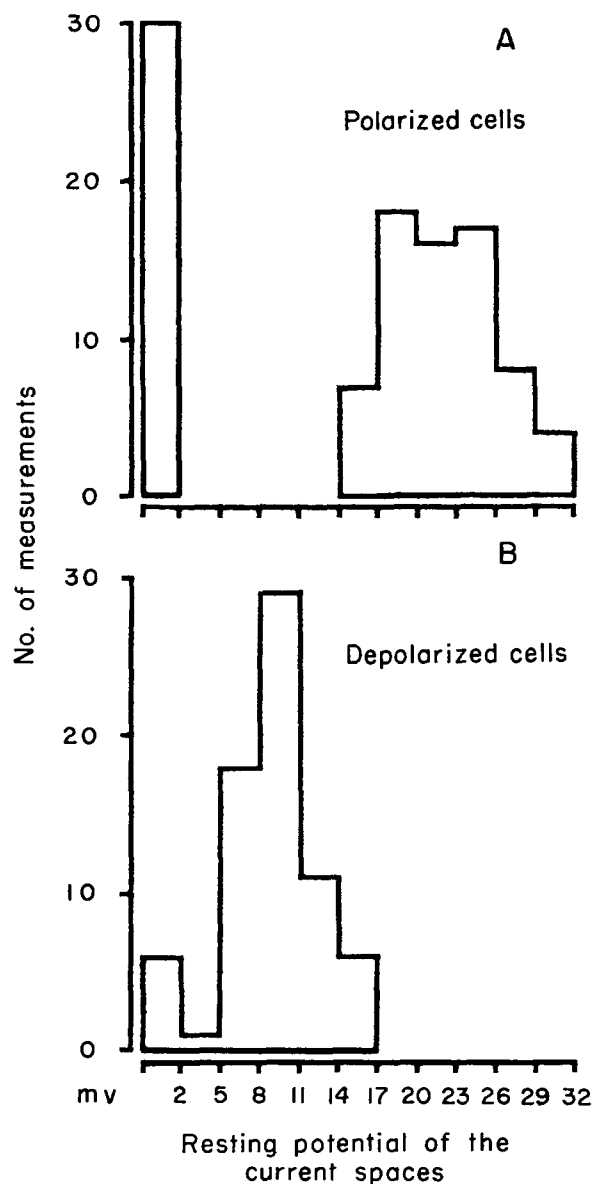 30
A
Polarized cells
20
10
0
No. of measurements
B
30
Depolarized cells
20
10
0
mv 2 5 8 11 14 17 20 23 26 29 32
Resting potential of the
current spaces